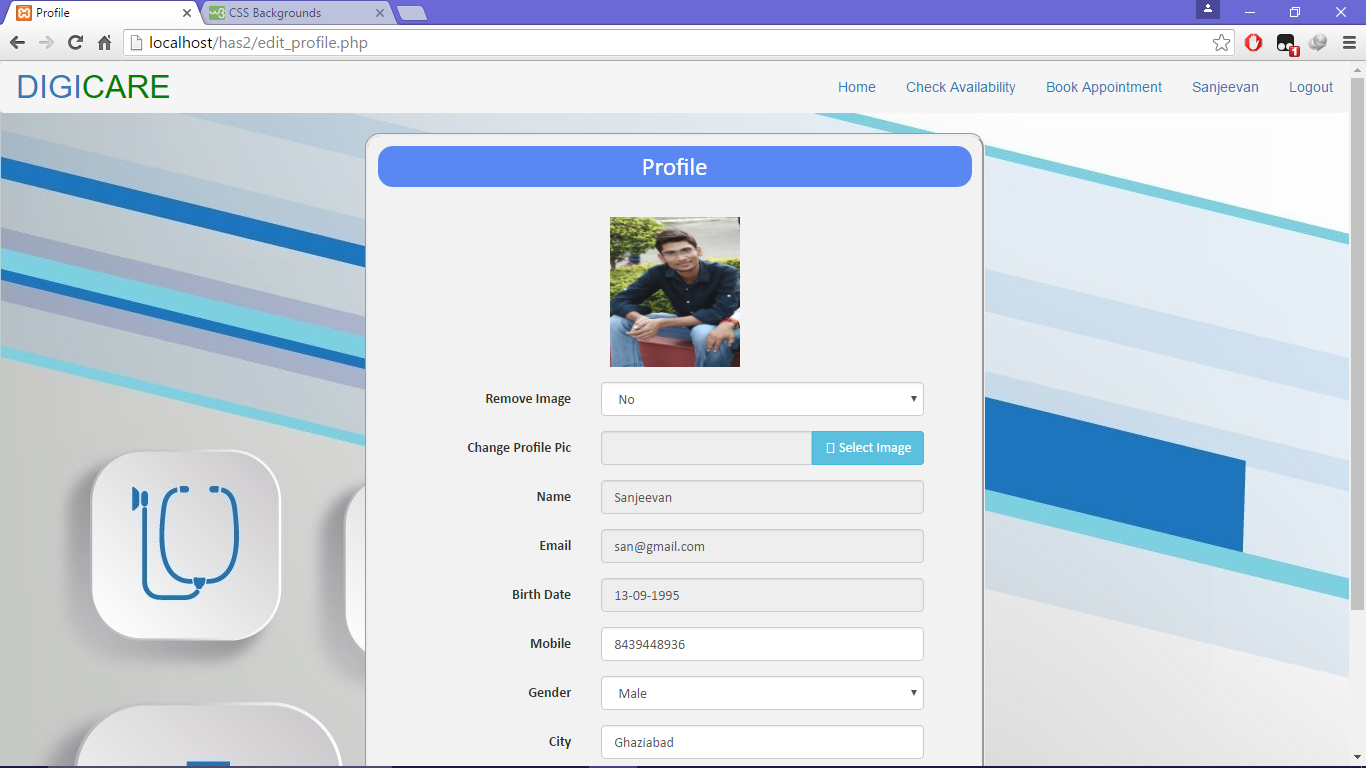 Profile
CSS Backgrounds
localhost/has2/edit_profile.php
1
DIGICARE
Home
Check Availability
Book Appointment
Sanjeevan
Logout
Profile
Remove Image No
Change Profile Pic Select Image
Name Sanjeevan
Email san@gmail.com
Birth Date 13-09-1995
Mobile 8439448936
Gender Male
City Ghaziabad